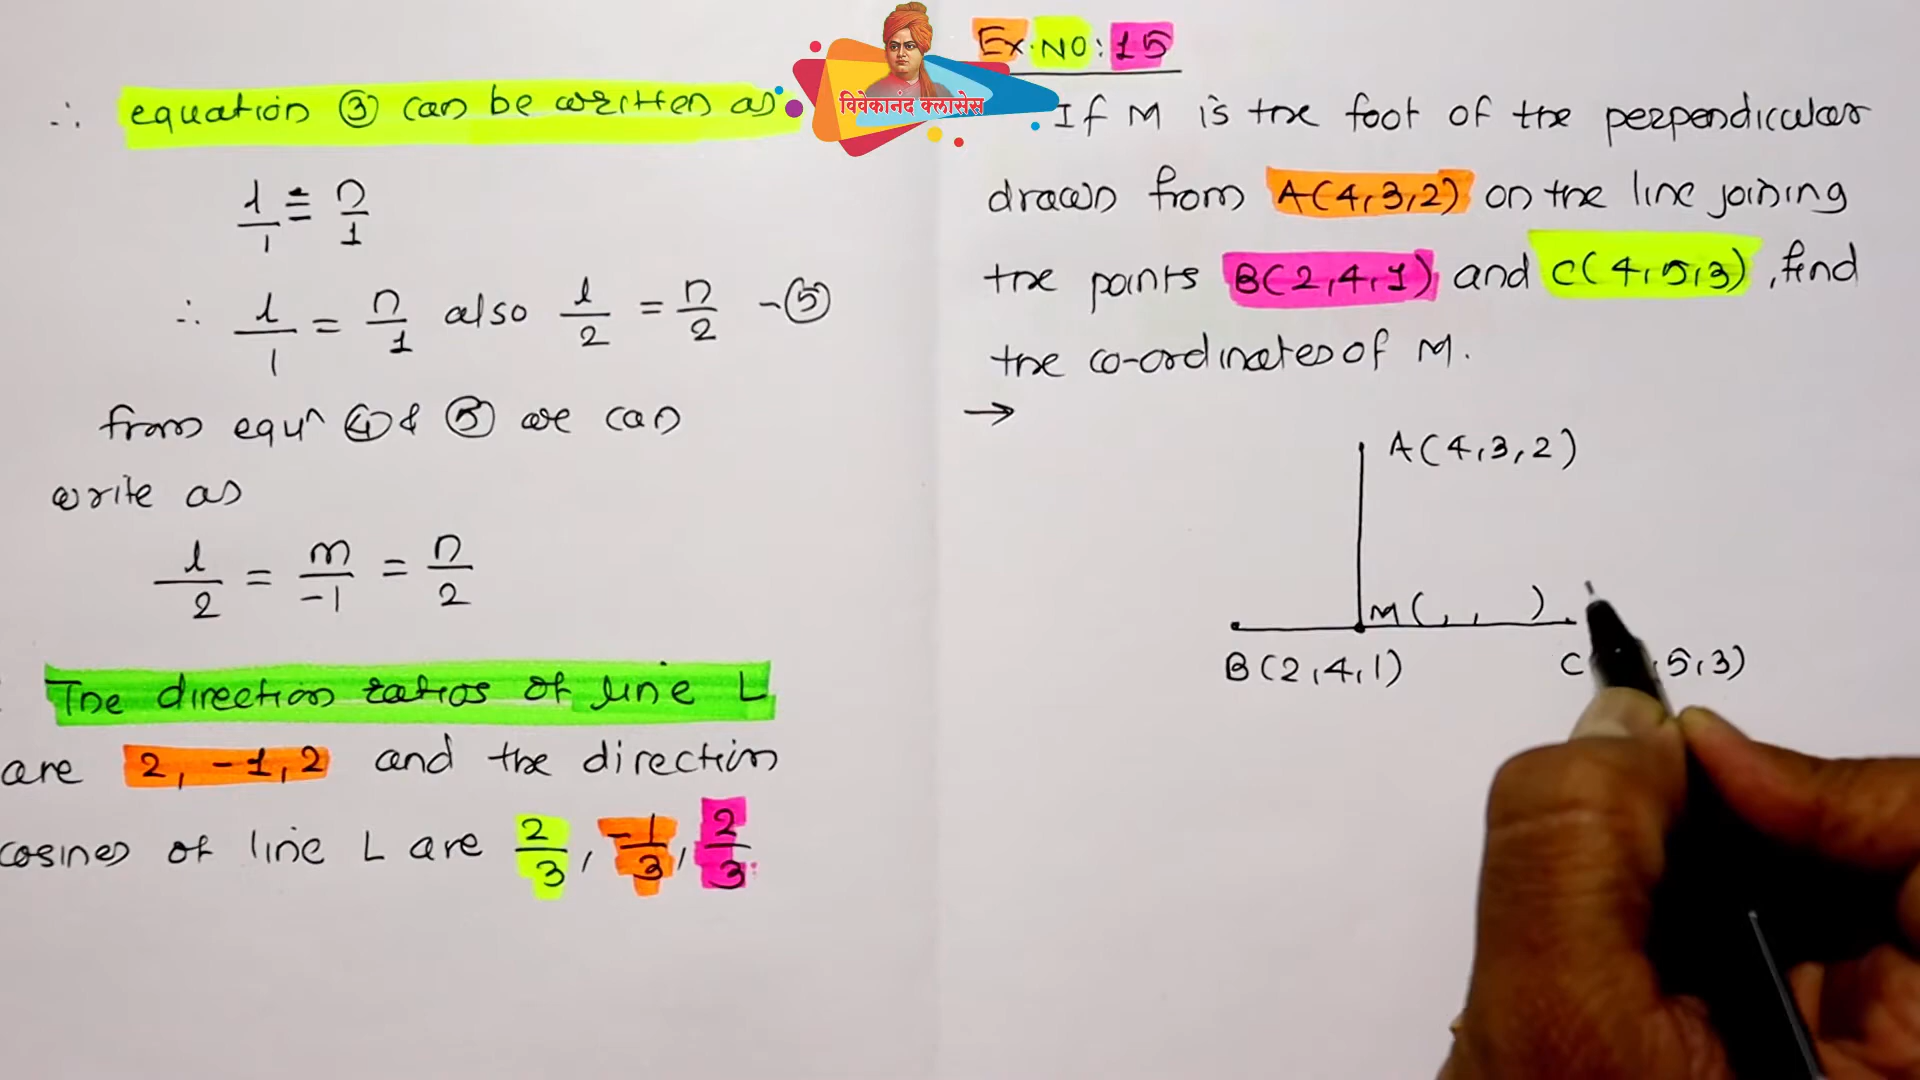 ∴ equation ③ can be written as
l/1 = n/1
∴ l/1 = n/1 also l/2 = n/2 -⑤
from equⁿ ④ & ⑤ we can
write as
l/2 = m/-1 = n/2
The direction ratios of line L
are 2, -1, 2 and the direction
cosines of line L are 2/3, -1/3, 2/3
विवेकानंद क्लासेस
Ex. NO: 15
If M is the foot of the perpendicular
drawn from A(4,3,2) on the line joining
the points B(2,4,1) and C(4,5,3), find
the co-ordinates of M.
→
A(4,3,2)
M( , , )
B(2,4,1) C ,5,3)